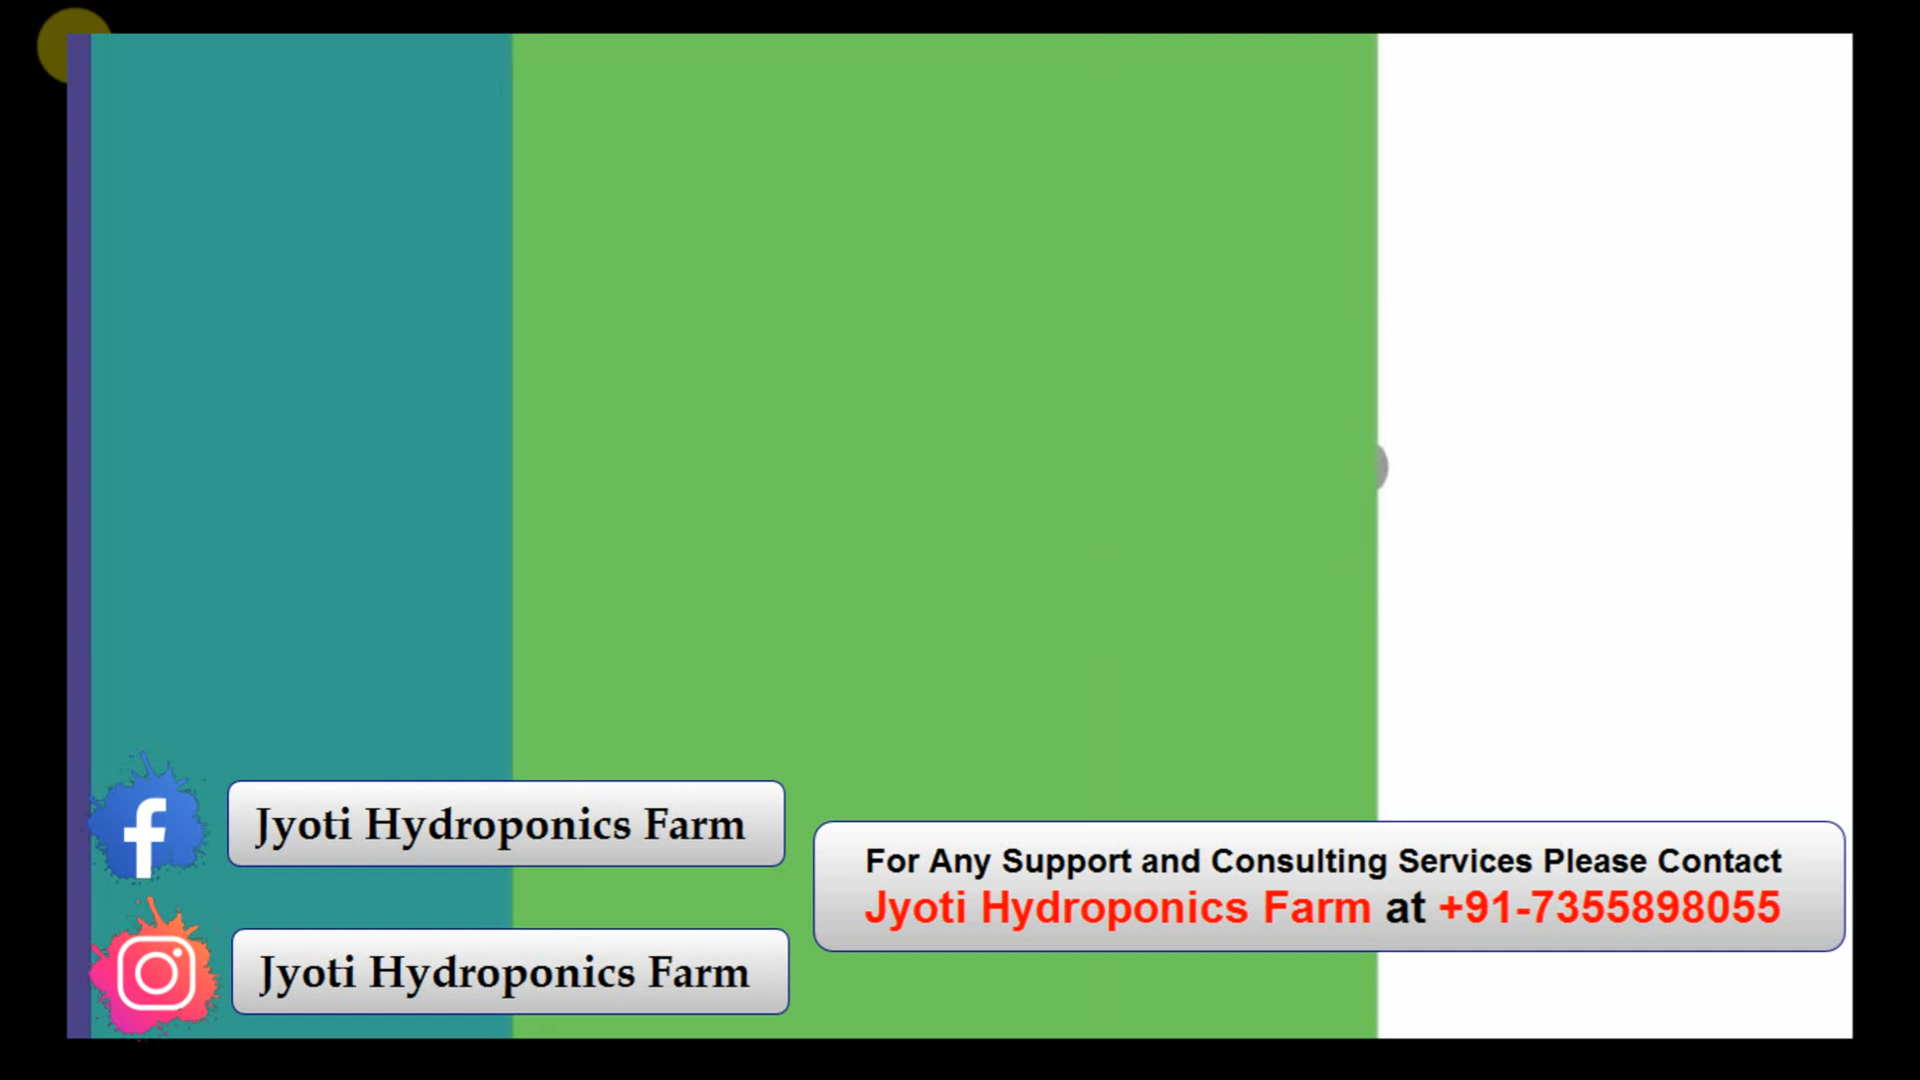 Jyoti Hydroponics Farm
Jyoti Hydroponics Farm
For Any Support and Consulting Services Please Contact
Jyoti Hydroponics Farm at +91-7355898055